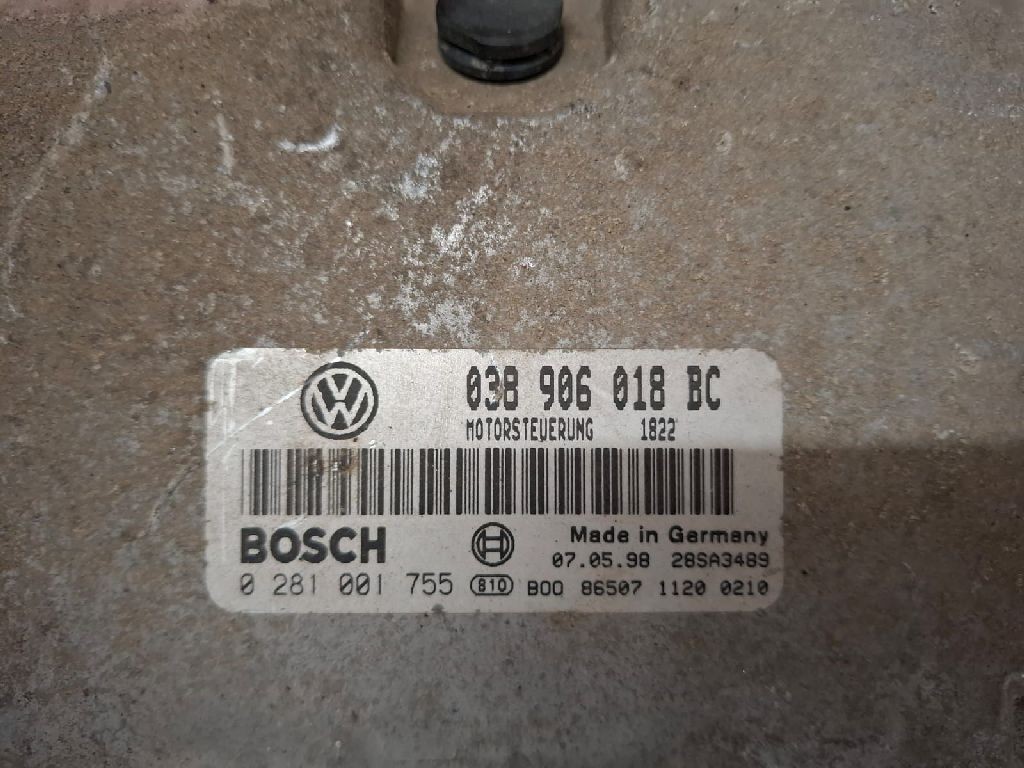 038 906 018 BC
MOTORSTEUERUNG 1822
BOSCH
Made in Germany
07.05.98 28SA3489
0 281 001 755 810 B00 86507 1120 0210